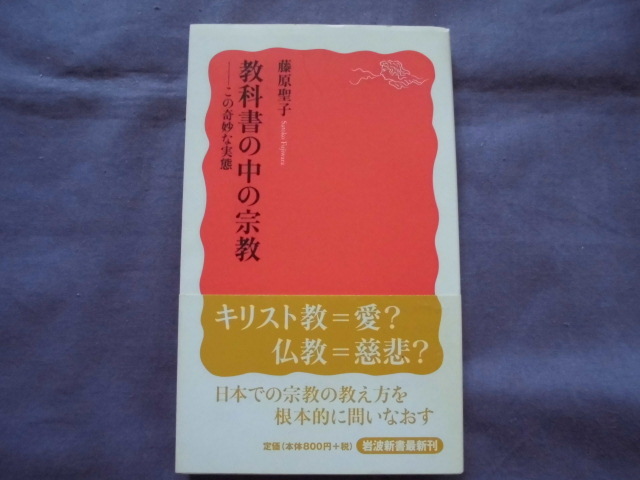 藤原聖子
Satoko Fujiwara
教科書の中の宗教
――この奇妙な実態
キリスト教＝愛？
仏教＝慈悲？
日本での宗教の教え方を
根本的に問いなおす
定価（本体800円＋税）
岩波新書最新刊